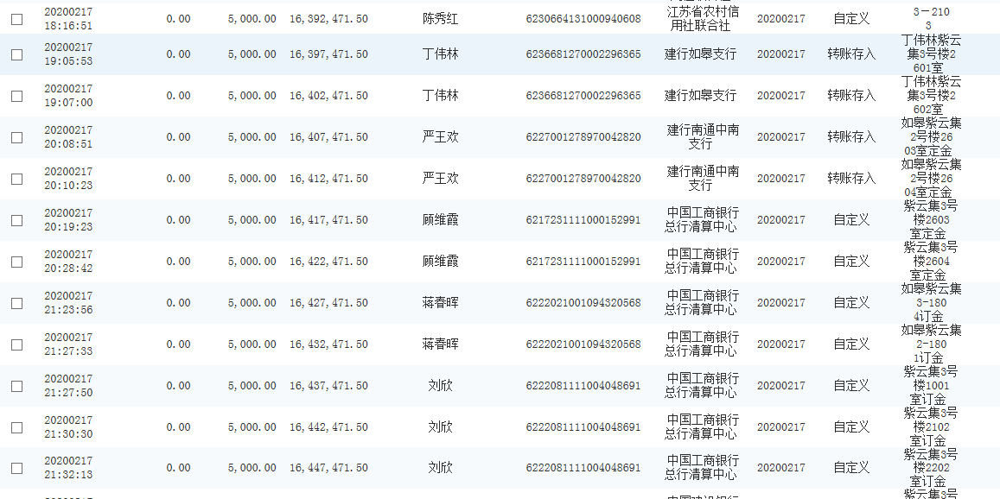 20200217
18:16:51
0.00
5,000.00
16,392,471.50
陈秀红
6230664131000940608
江苏省农村信
用社联合社
20200217
自定义
3－210
3
20200217
19:05:53
0.00
5,000.00
16,397,471.50
丁伟林
6236681270002296365
建行如皋支行
20200217
转账存入
丁伟林紫云
集3号楼2
601室
20200217
19:07:00
0.00
5,000.00
16,402,471.50
丁伟林
6236681270002296365
建行如皋支行
20200217
转账存入
丁伟林紫云
集3号楼2
602室
20200217
20:08:51
0.00
5,000.00
16,407,471.50
严王欢
6227001278970042820
建行南通中南
支行
20200217
转账存入
如皋紫云集
2号楼26
03室定金
20200217
20:10:23
0.00
5,000.00
16,412,471.50
严王欢
6227001278970042820
建行南通中南
支行
20200217
转账存入
如皋紫云集
2号楼26
04室定金
20200217
20:19:23
0.00
5,000.00
16,417,471.50
顾维霞
6217231111000152991
中国工商银行
总行清算中心
20200217
自定义
紫云集3号
楼2603
室定金
20200217
20:28:42
0.00
5,000.00
16,422,471.50
顾维霞
6217231111000152991
中国工商银行
总行清算中心
20200217
自定义
紫云集3号
楼2604
室定金
20200217
21:23:56
0.00
5,000.00
16,427,471.50
蒋春晖
6222021001094320568
中国工商银行
总行清算中心
20200217
自定义
如皋紫云集
3-180
4订金
20200217
21:27:33
0.00
5,000.00
16,432,471.50
蒋春晖
6222021001094320568
中国工商银行
总行清算中心
20200217
自定义
如皋紫云集
2-180
1订金
20200217
21:27:50
0.00
5,000.00
16,437,471.50
刘欣
6222081111004048691
中国工商银行
总行清算中心
20200217
自定义
紫云集3号
楼1001
室订金
20200217
21:30:30
0.00
5,000.00
16,442,471.50
刘欣
6222081111004048691
中国工商银行
总行清算中心
20200217
自定义
紫云集3号
楼2102
室订金
20200217
21:32:13
0.00
5,000.00
16,447,471.50
刘欣
6222081111004048691
中国工商银行
总行清算中心
20200217
自定义
紫云集3号
楼2202
室订金
紫云集3号